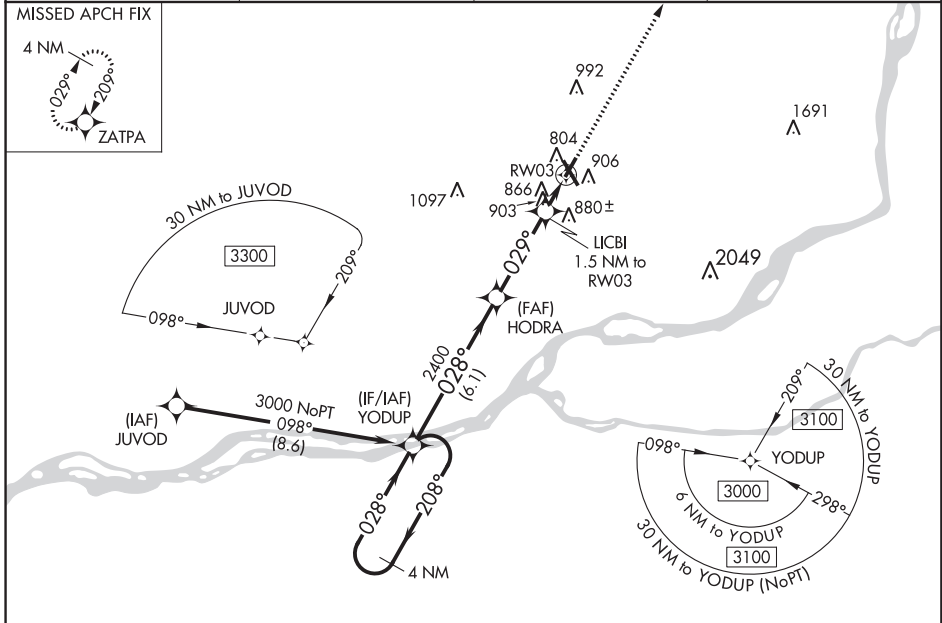 MISSED APCH FIX
4 NM
029°
209°
ZATPA
992
1691
804
RW03
906
866
1097
903
880±
LICBI
1.5 NM to
RW03
2049
30 NM to JUVOD
3300
209°
JUVOD
098°
029°
(FAF)
HODRA
2400
028°
(6.1)
(IF/IAF)
YODUP
3000 NoPT
098°
(8.6)
(IAF)
JUVOD
028°
208°
4 NM
30 NM to YODUP
209°
3100
098°
YODUP
3000
298°
6 NM to YODUP
3100
30 NM to YODUP (NoPT)